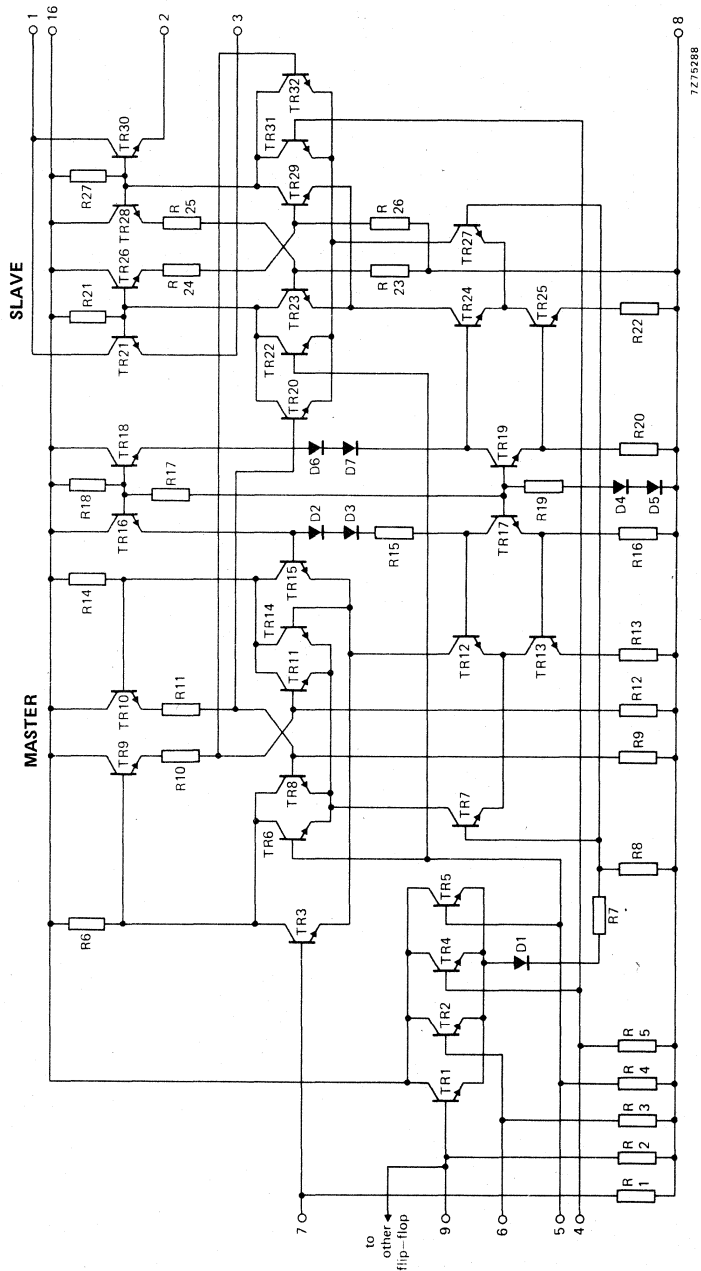 SLAVE
MASTER
1
16
2
3
8
7Z75288
R27
TR30
TR28
R
25
TR26
R
24
R21
TR21
TR32
TR31
TR29
R
26
TR27
R
23
TR23
TR22
TR20
TR24
TR25
R22
TR18
R18
TR16
R17
D6
D7
TR19
R20
R19
D4
D5
D2
D3
R15
TR17
R16
R14
TR15
TR14
TR11
TR12
TR13
R13
R12
TR10
R11
TR9
R10
R9
TR8
TR6
TR7
R6
TR3
R8
R7
TR5
TR4
TR2
TR1
D1
R
5
R
4
R
3
R
2
R
1
7
to
other
flip-flop
9
6
5
4